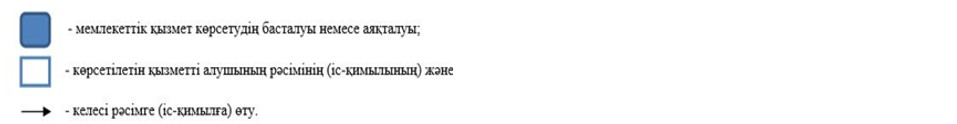 - мемлекеттік қызмет көрсетудің басталуы немесе аяқталуы;
- көрсетілетін қызметті алушының рәсімінің (іс-қимылының) және
- келесі рәсімге (іс-қимылға) өту.